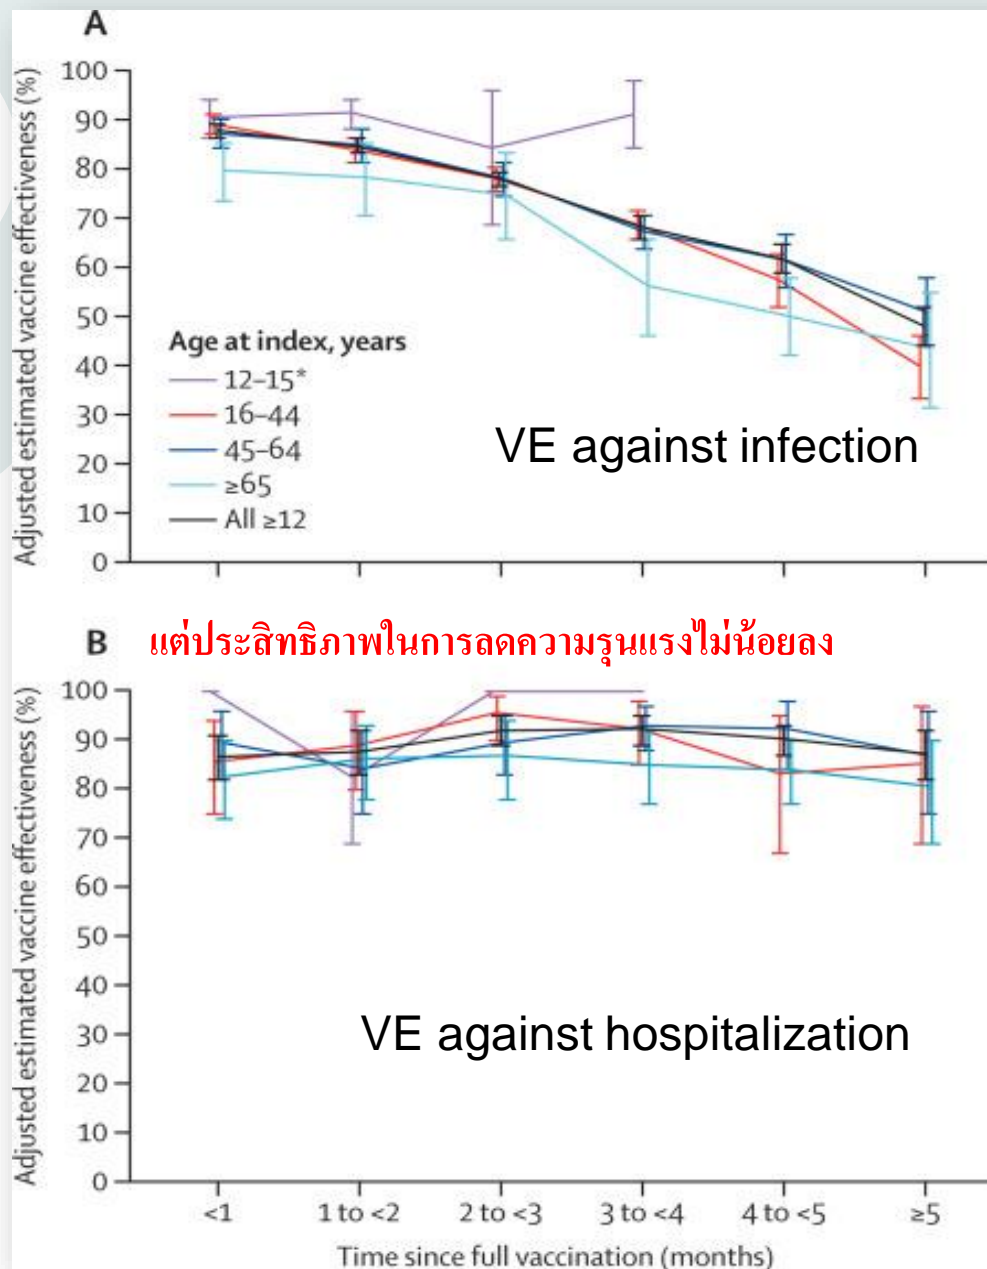 A
Adjusted estimated vaccine effectiveness (%)
100
90
80
70
60
50
40
30
20
10
0
Age at index, years
12–15*
16–44
45–64
≥65
All ≥12
VE against infection
B
แต่ประสิทธิภาพในการลดความรุนแรงไม่น้อยลง
Adjusted estimated vaccine effectiveness (%)
100
90
80
70
60
50
40
30
20
10
0
VE against hospitalization
<1
1 to <2
2 to <3
3 to <4
4 to <5
≥5
Time since full vaccination (months)